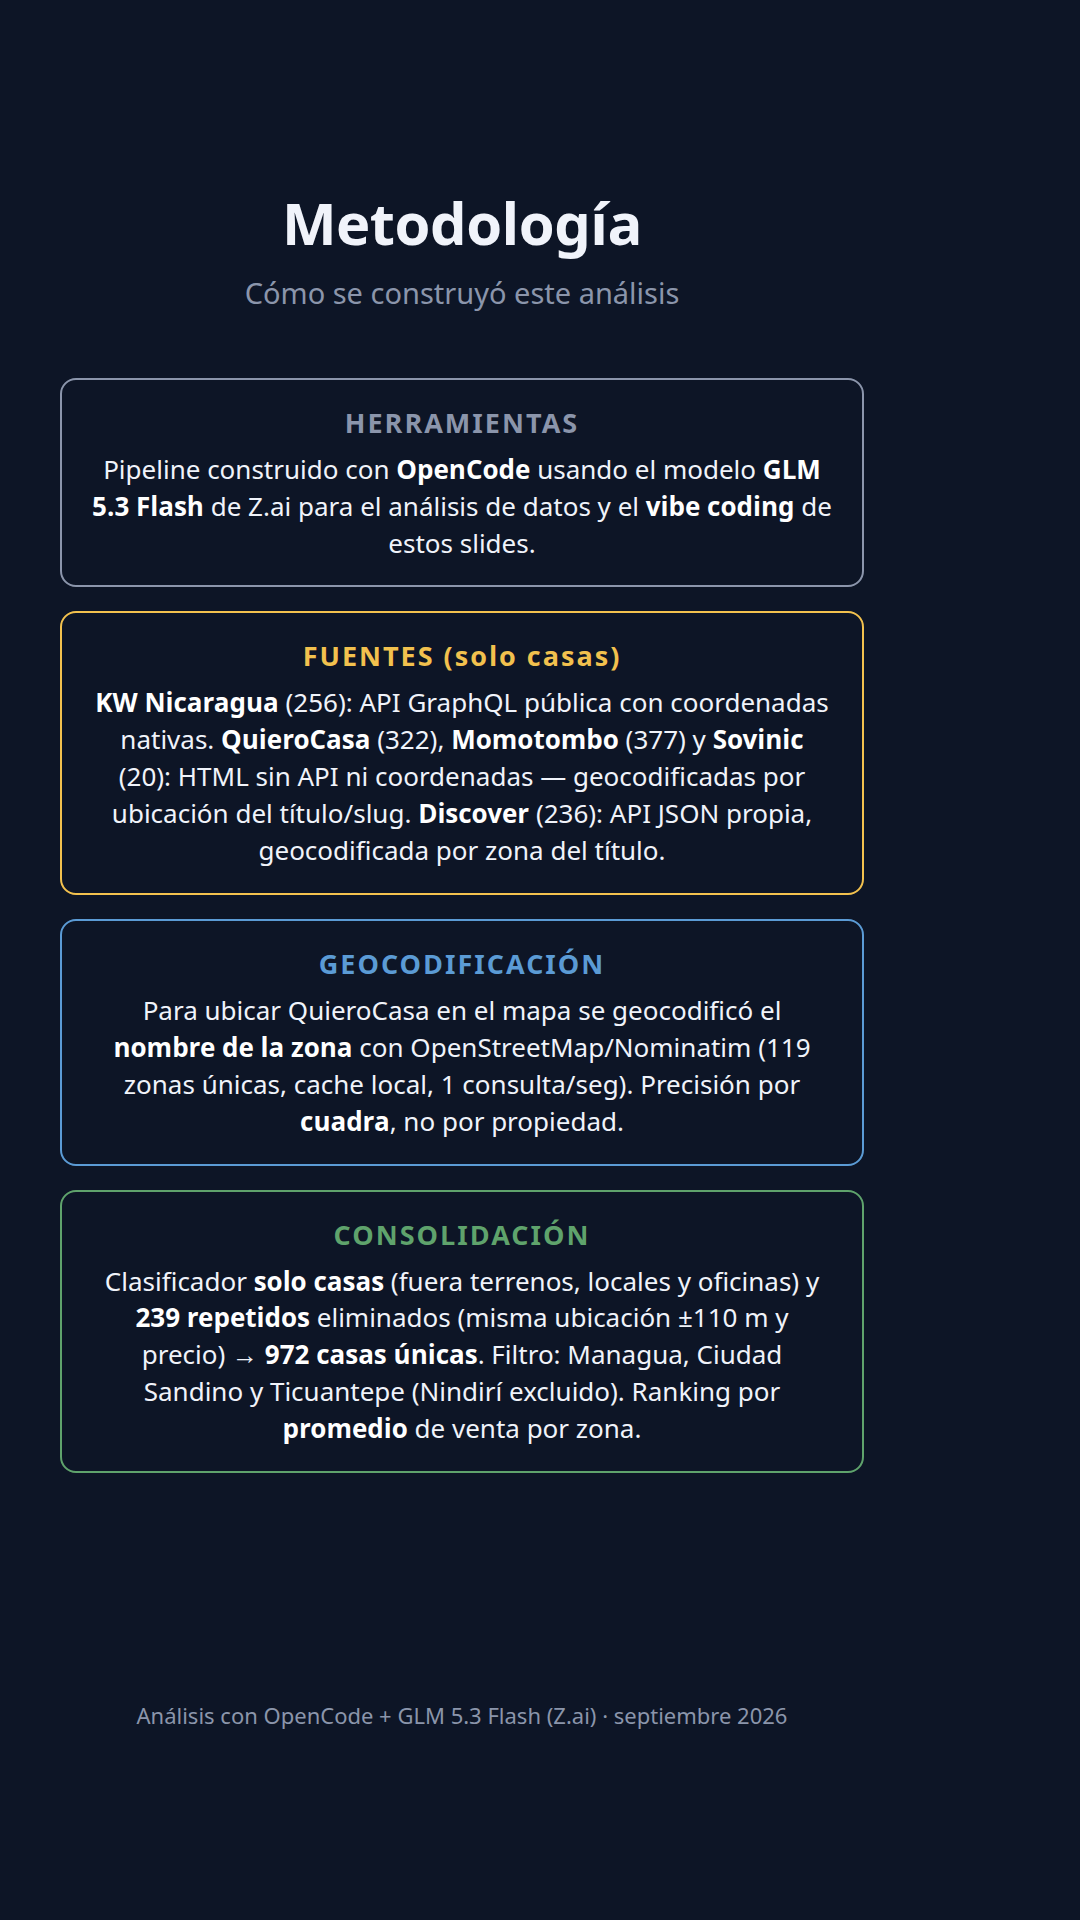 Metodología
Cómo se construyó este análisis
HERRAMIENTAS
Pipeline construido con OpenCode usando el modelo GLM
5.3 Flash de Z.ai para el análisis de datos y el vibe coding de
estos slides.
FUENTES (solo casas)
KW Nicaragua (256): API GraphQL pública con coordenadas
nativas. QuieroCasa (322), Momotombo (377) y Sovinic
(20): HTML sin API ni coordenadas — geocodificadas por
ubicación del título/slug. Discover (236): API JSON propia,
geocodificada por zona del título.
GEOCODIFICACIÓN
Para ubicar QuieroCasa en el mapa se geocodificó el
nombre de la zona con OpenStreetMap/Nominatim (119
zonas únicas, cache local, 1 consulta/seg). Precisión por
cuadra, no por propiedad.
CONSOLIDACIÓN
Clasificador solo casas (fuera terrenos, locales y oficinas) y
239 repetidos eliminados (misma ubicación ±110 m y
precio) → 972 casas únicas. Filtro: Managua, Ciudad
Sandino y Ticuantepe (Nindirí excluido). Ranking por
promedio de venta por zona.
Análisis con OpenCode + GLM 5.3 Flash (Z.ai) · septiembre 2026